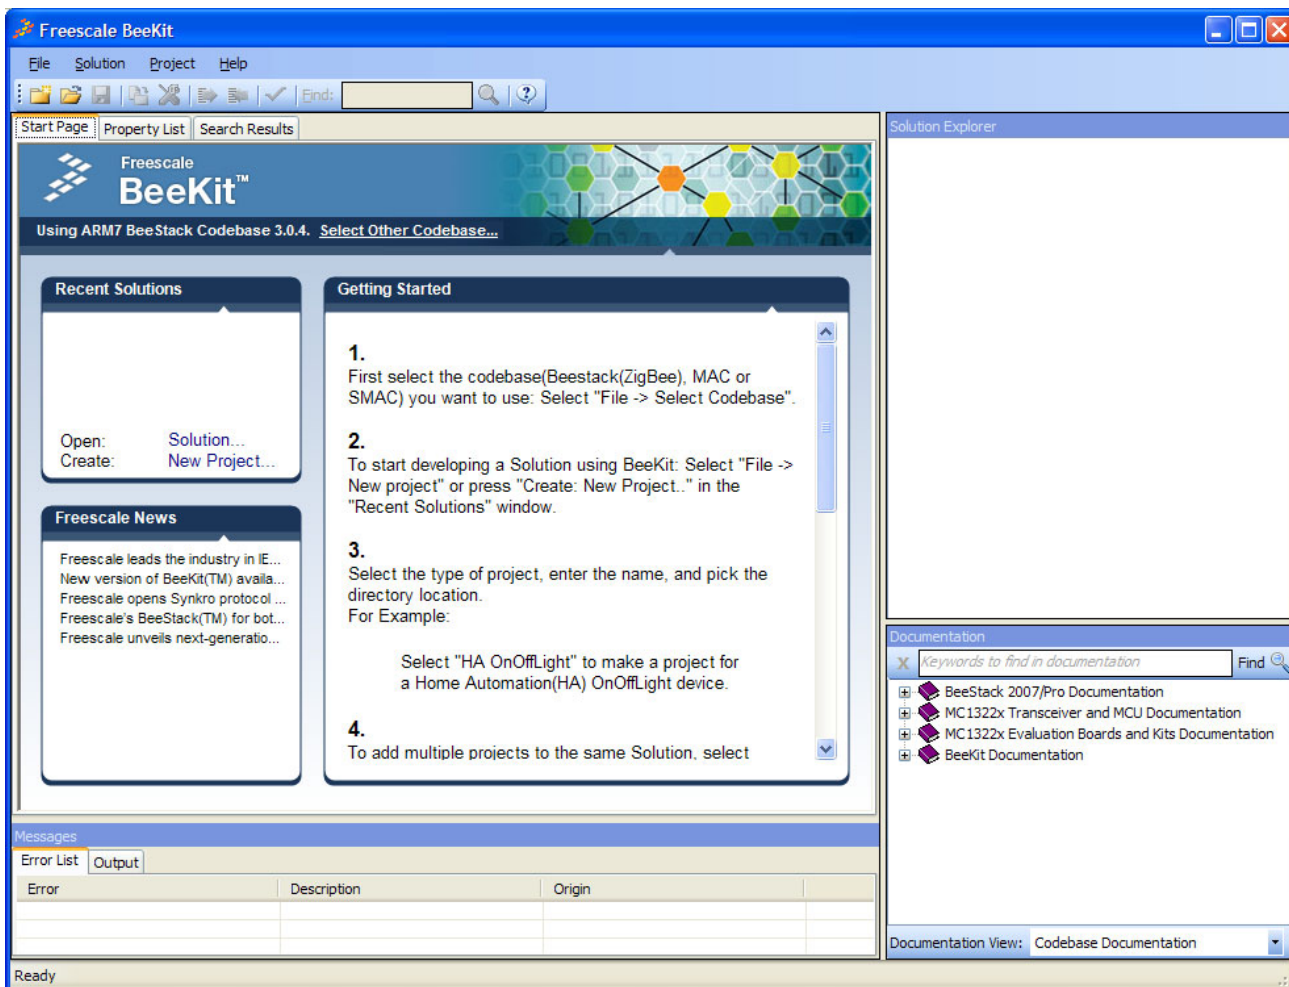 Freescale BeeKit
File Solution Project Help
Find:
Start Page Property List Search Results
Freescale
BeeKit™
Using ARM7 BeeStack Codebase 3.0.4. Select Other Codebase...
Recent Solutions
Open: Solution...
Create: New Project...
Freescale News
Freescale leads the industry in IE...
New version of BeeKit(TM) availa...
Freescale opens Synkro protocol ...
Freescale's BeeStack(TM) for bot...
Freescale unveils next-generatio...
Getting Started
1.
First select the codebase(Beestack(ZigBee), MAC or
SMAC) you want to use: Select "File -> Select Codebase".
2.
To start developing a Solution using BeeKit: Select "File ->
New project" or press "Create: New Project.." in the
"Recent Solutions" window.
3.
Select the type of project, enter the name, and pick the
directory location.
For Example:
Select "HA OnOffLight" to make a project for
a Home Automation(HA) OnOffLight device.
4.
To add multiple projects to the same Solution, select
Messages
Error List Output
Error Description Origin
Ready
Solution Explorer
Documentation
Keywords to find in documentation Find
BeeStack 2007/Pro Documentation
MC1322x Transceiver and MCU Documentation
MC1322x Evaluation Boards and Kits Documentation
BeeKit Documentation
Documentation View: Codebase Documentation